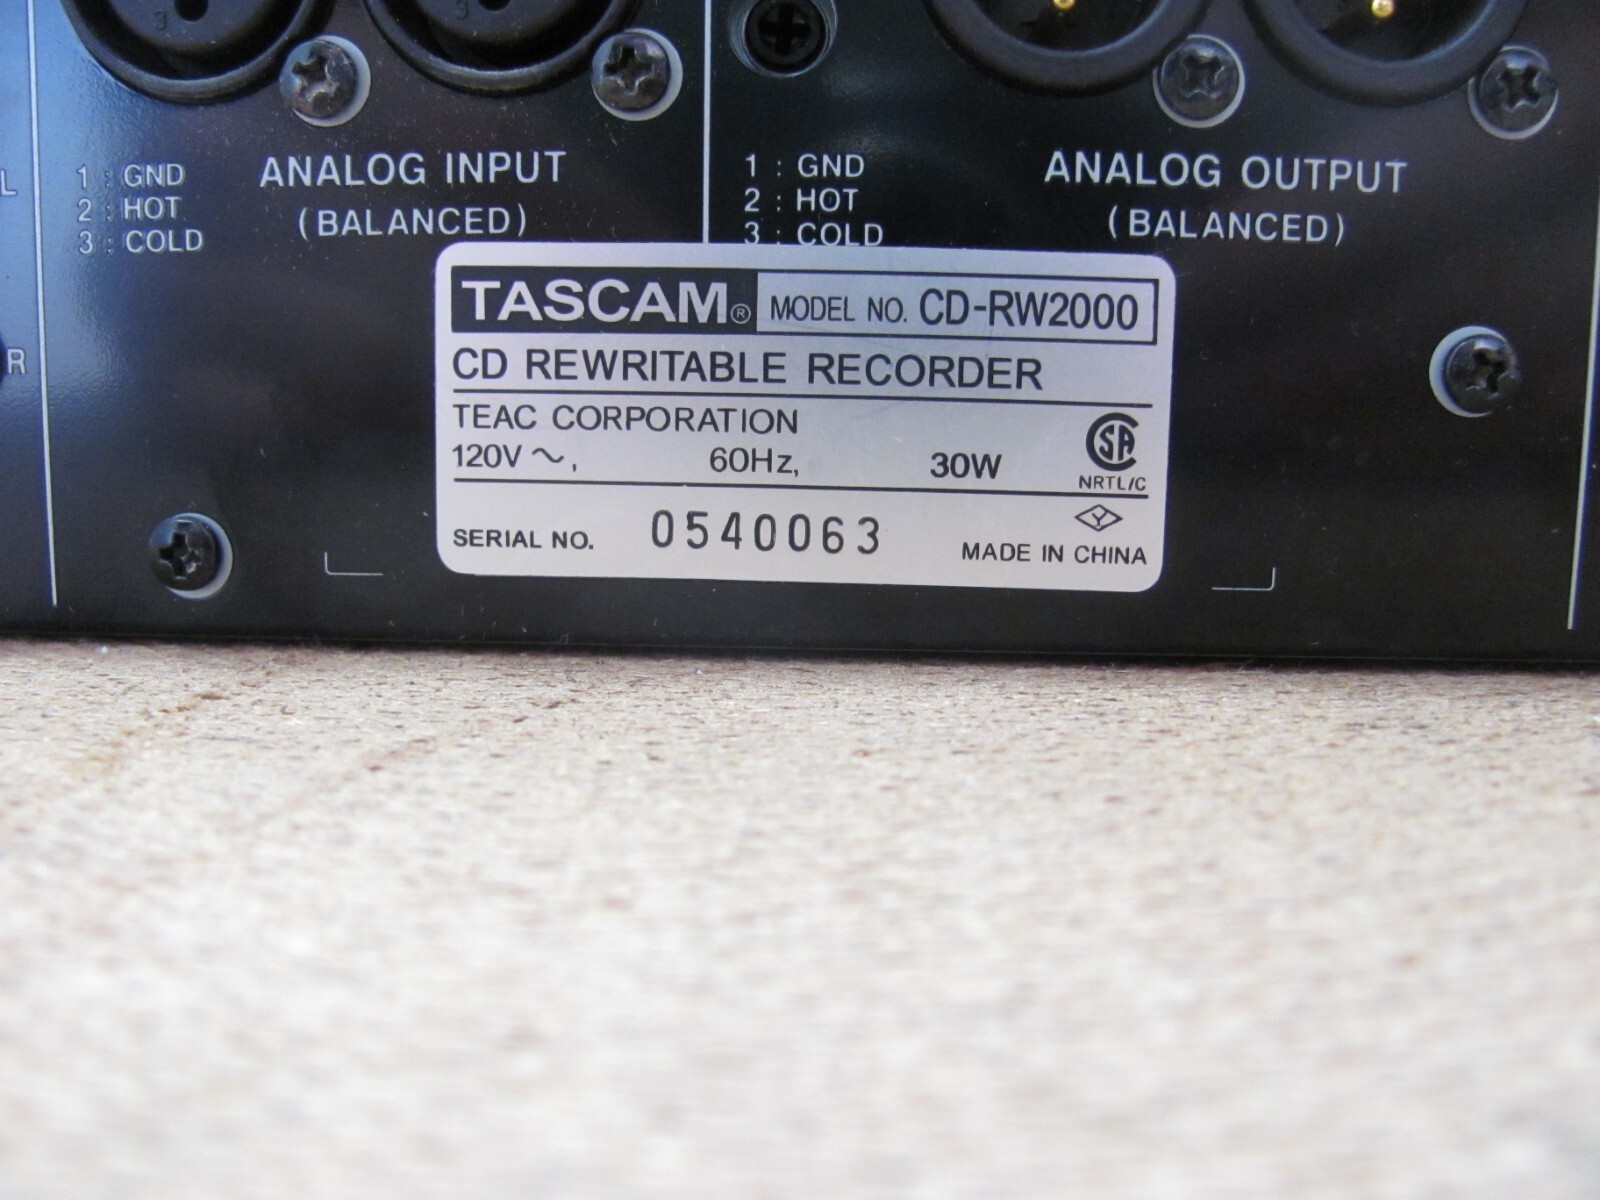 L
R
1 : GND
2 : HOT
3 : COLD
ANALOG INPUT
(BALANCED)
1 : GND
2 : HOT
3 : COLD
ANALOG OUTPUT
(BALANCED)
TASCAM® MODEL NO. CD-RW2000
CD REWRITABLE RECORDER
TEAC CORPORATION
120V ~, 60Hz, 30W
CSA
NRTL/C
SERIAL NO. 0540063
Y
MADE IN CHINA